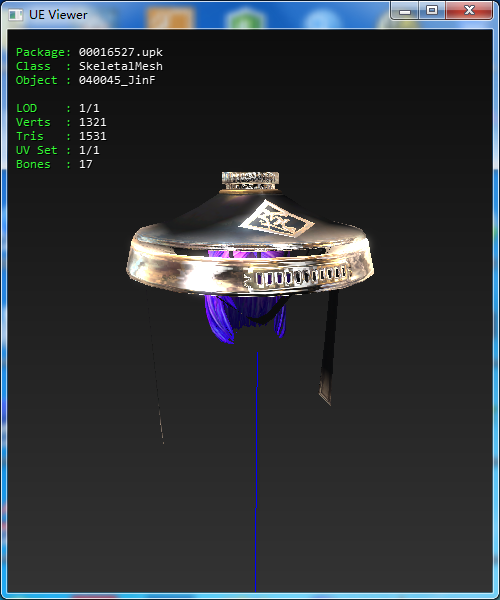 UE Viewer
Package: 00016527.upk
Class : SkeletalMesh
Object : 040045_JinF
LOD : 1/1
Verts : 1321
Tris : 1531
UV Set : 1/1
Bones : 17